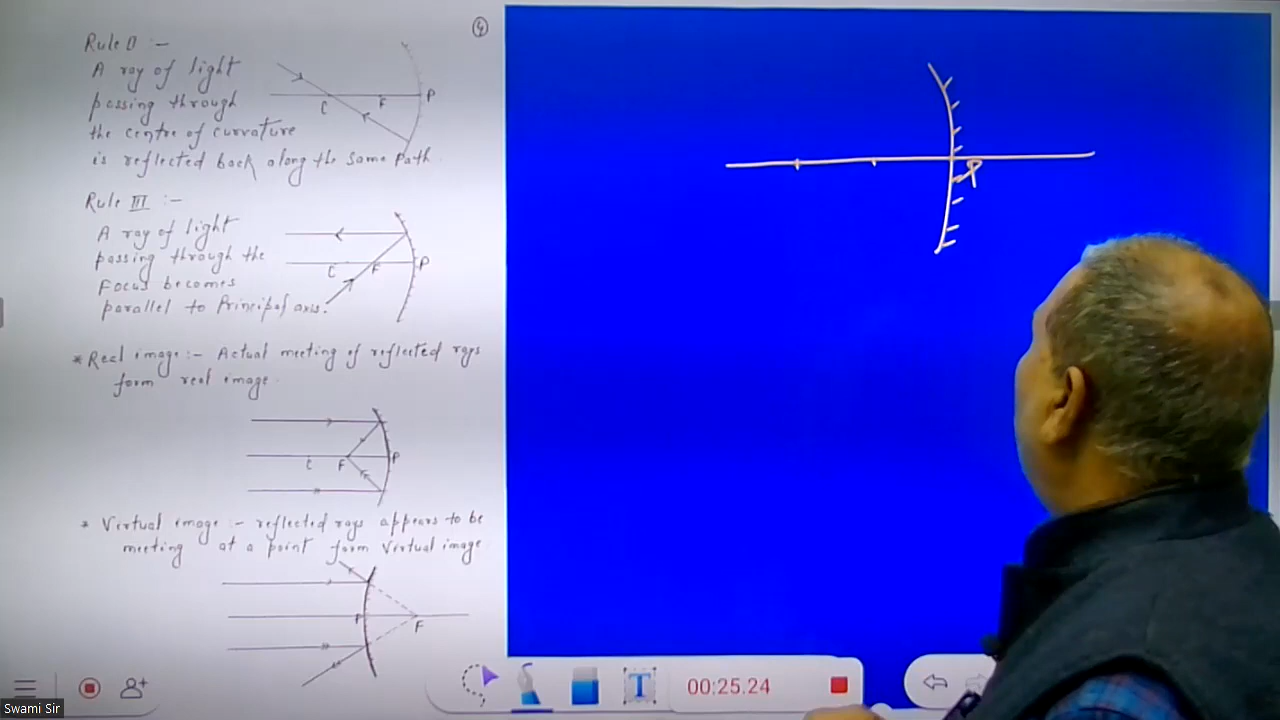 4
Rule II :-
A ray of light
passing through
the centre of curvature
is reflected back along the same path.
C F P
Rule III :-
A ray of light
passing through the
Focus becomes
parallel to Principal axis.
C F P
* Real image :- Actual meeting of reflected rays
form real image.
C F P
* Virtual image :- reflected rays appears to be
meeting at a point form virtual image
P F
P
T
00:25.24
Swami Sir